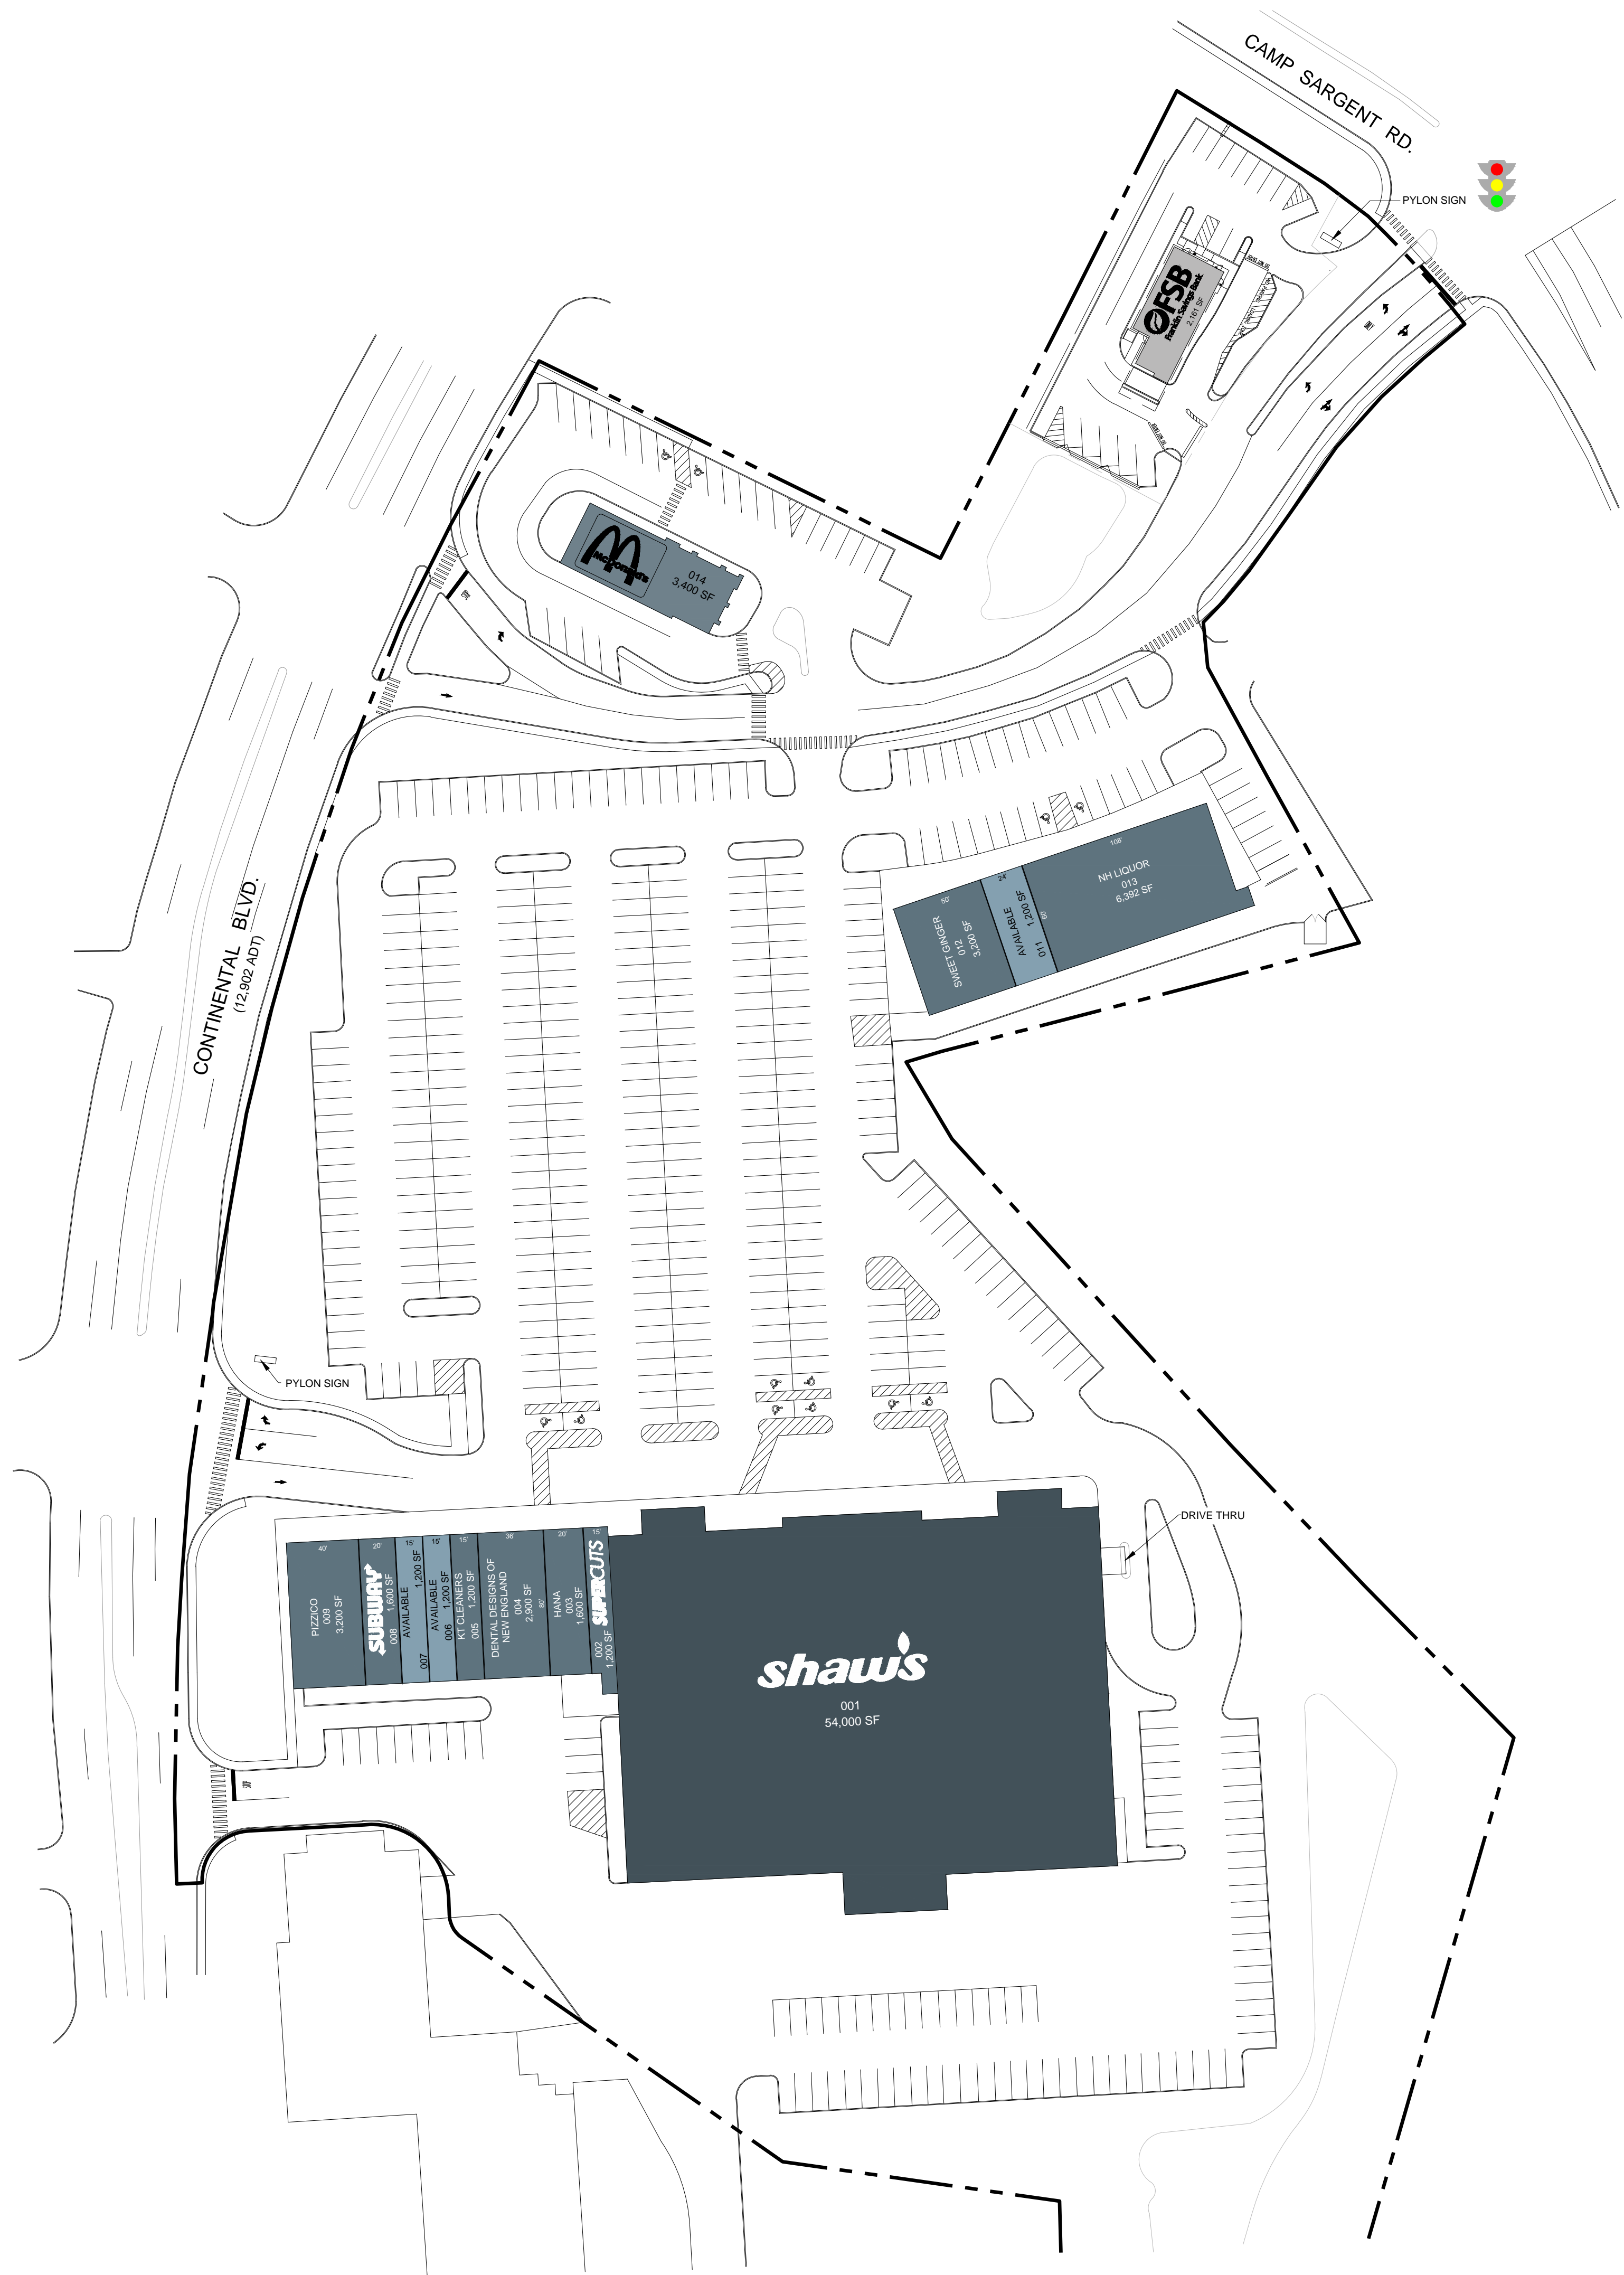 CAMP SARGENT RD.
PYLON SIGN
FSB
Franklin Savings Bank
2,161 SF
McDonald's
014
3,400 SF
108'
NH LIQUOR
013
6,392 SF
24'
AVAILABLE
011 1,200 SF
60'
50'
SWEET GINGER
012
3,200 SF
CONTINENTAL BLVD.
(12,902 ADT)
PYLON SIGN
DRIVE THRU
40'
PIZZICO
009
3,200 SF
20'
SUBWAY
008 1,600 SF
15'
AVAILABLE
007 1,200 SF
15'
AVAILABLE
006 1,200 SF
15'
KT CLEANERS
005 1,200 SF
36'
DENTAL DESIGNS OF
NEW ENGLAND
004
2,900 SF
80'
20'
HANA
003
1,600 SF
15'
SUPERCUTS
002
1,200 SF
shaw's
001
54,000 SF